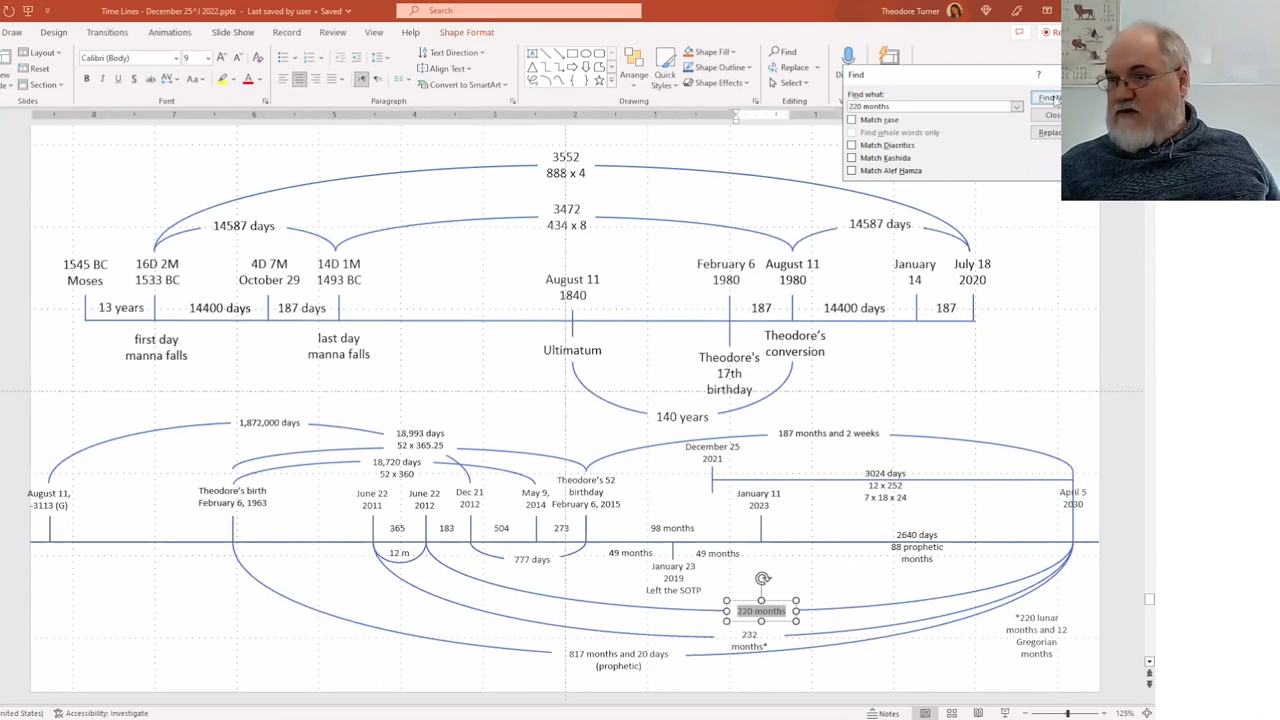 Time Lines - December 25^J 2022.pptx - Last saved by user • Saved
Search
Theodore Turner
Draw Design Transitions Animations Slide Show Record Review View Help Shape Format
Layout
Reset
Section
Slides
Calibri (Body) 9
Font
Paragraph
Text Direction
Align Text
Convert to SmartArt
Arrange
Quick
Styles
Shape Fill
Shape Outline
Shape Effects
Find
Replace
Select
Editing
Find
?
Find what:
220 months
Match case
Find whole words only
Match Diacritics
Match Kashida
Match Alef Hamza
8 7 6 5 4 3 2 1 0 1
3552
888 x 4
3472
434 x 8
14587 days
14587 days
1545 BC
Moses
16D 2M
1533 BC
4D 7M
October 29
14D 1M
1493 BC
August 11
1840
February 6
1980
August 11
1980
January
14
July 18
2020
13 years
14400 days
187 days
187
14400 days
187
first day
manna falls
last day
manna falls
Ultimatum
Theodore's
17th
birthday
Theodore's
conversion
140 years
1,872,000 days
18,993 days
52 x 365.25
18,720 days
52 x 360
187 months and 2 weeks
December 25
2021
3024 days
12 x 252
7 x 18 x 24
August 11,
-3113 (G)
Theodore's birth
February 6, 1963
June 22
2011
June 22
2012
Dec 21
2012
May 9,
2014
Theodore's 52
birthday
February 6, 2015
January 11
2023
April 5
2030
365
183
504
273
98 months
2640 days
88 prophetic
months
12 m
777 days
49 months
49 months
January 23
2019
Left the SOTP
220 months
232
months*
817 months and 20 days
(prophetic)
*220 lunar
months and 12
Gregorian
months
Accessibility: Investigate
Notes
125%